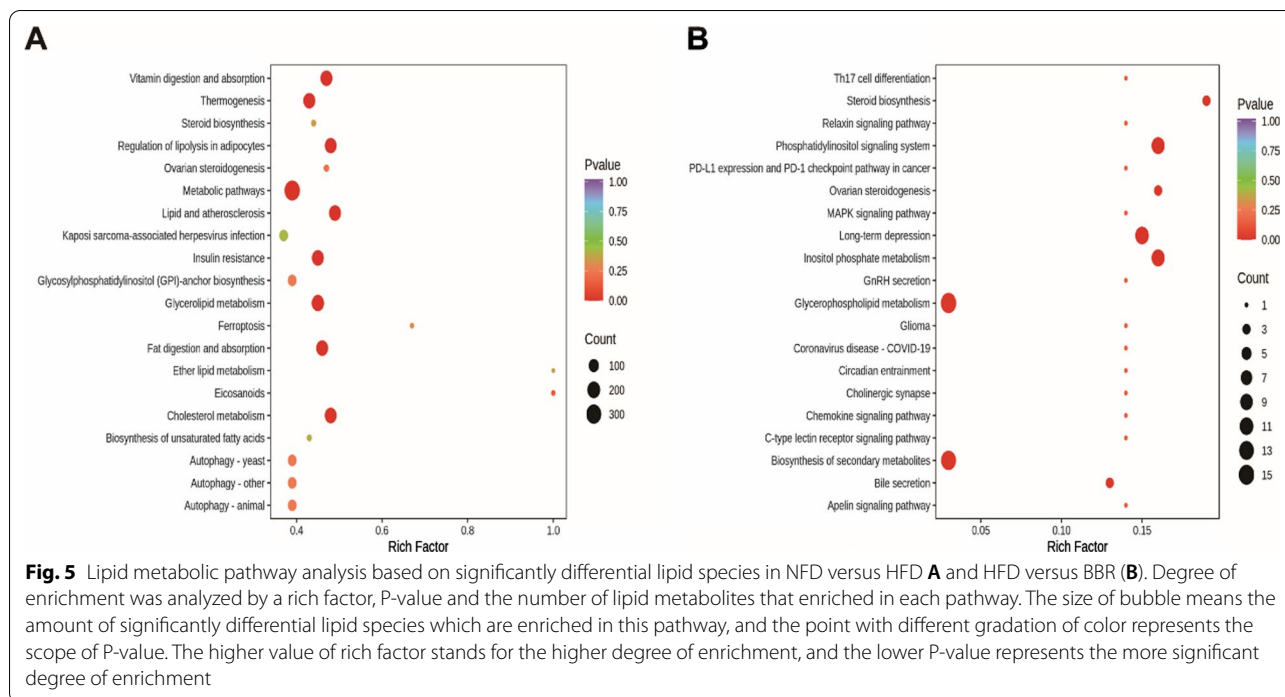 A
Vitamin digestion and absorption
Thermogenesis
Steroid biosynthesis
Regulation of lipolysis in adipocytes
Ovarian steroidogenesis
Metabolic pathways
Lipid and atherosclerosis
Kaposi sarcoma-associated herpesvirus infection
Insulin resistance
Glycosylphosphatidylinositol (GPI)-anchor biosynthesis
Glycerolipid metabolism
Ferroptosis
Fat digestion and absorption
Ether lipid metabolism
Eicosanoids
Cholesterol metabolism
Biosynthesis of unsaturated fatty acids
Autophagy - yeast
Autophagy - other
Autophagy - animal
0.4 0.6 0.8 1.0
Rich Factor
Pvalue
1.00
0.75
0.50
0.25
0.00
Count
100
200
300
B
Th17 cell differentiation
Steroid biosynthesis
Relaxin signaling pathway
Phosphatidylinositol signaling system
PD-L1 expression and PD-1 checkpoint pathway in cancer
Ovarian steroidogenesis
MAPK signaling pathway
Long-term depression
Inositol phosphate metabolism
GnRH secretion
Glycerophospholipid metabolism
Glioma
Coronavirus disease - COVID-19
Circadian entrainment
Cholinergic synapse
Chemokine signaling pathway
C-type lectin receptor signaling pathway
Biosynthesis of secondary metabolites
Bile secretion
Apelin signaling pathway
0.05 0.10 0.15
Rich Factor
Pvalue
1.00
0.75
0.50
0.25
0.00
Count
1
3
5
7
9
11
13
15
Fig. 5 Lipid metabolic pathway analysis based on significantly differential lipid species in NFD versus HFD A and HFD versus BBR (B). Degree of
enrichment was analyzed by a rich factor, P-value and the number of lipid metabolites that enriched in each pathway. The size of bubble means the
amount of significantly differential lipid species which are enriched in this pathway, and the point with different gradation of color represents the
scope of P-value. The higher value of rich factor stands for the higher degree of enrichment, and the lower P-value represents the more significant
degree of enrichment